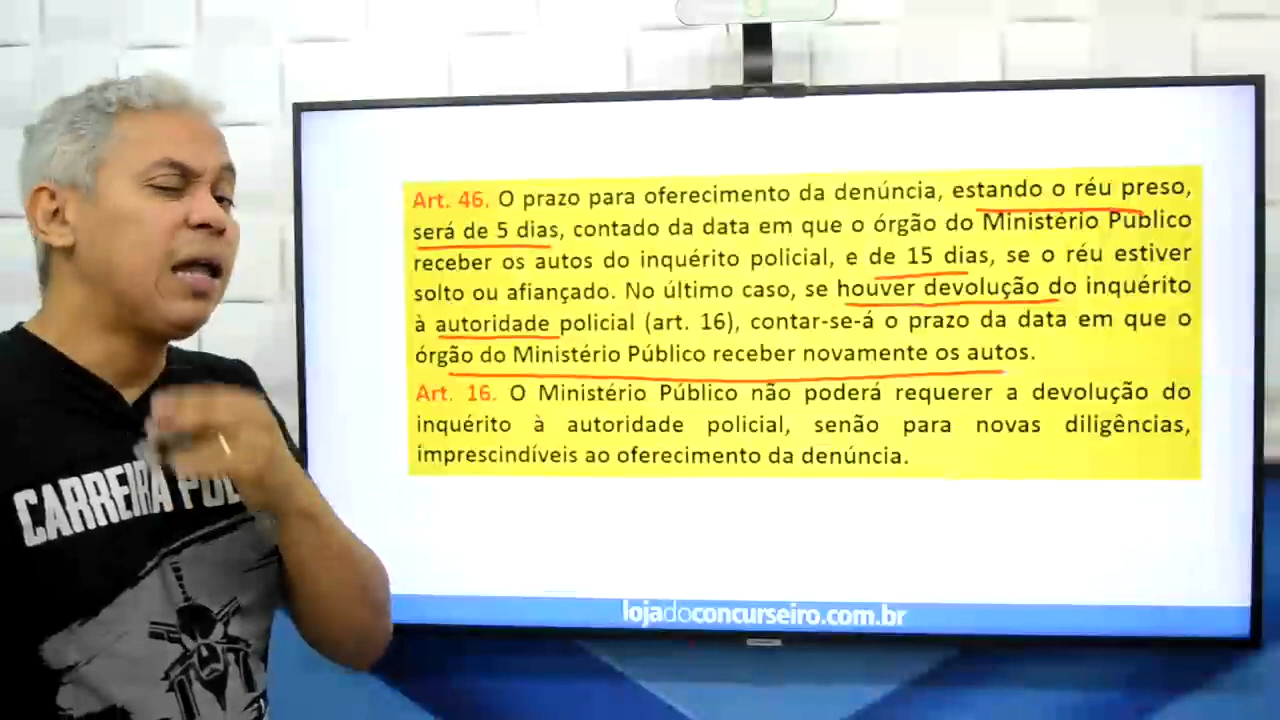 Art. 46. O prazo para oferecimento da denúncia, estando o réu preso,
será de 5 dias, contado da data em que o órgão do Ministério Público
receber os autos do inquérito policial, e de 15 dias, se o réu estiver
solto ou afiançado. No último caso, se houver devolução do inquérito
à autoridade policial (art. 16), contar-se-á o prazo da data em que o
órgão do Ministério Público receber novamente os autos.
Art. 16. O Ministério Público não poderá requerer a devolução do
inquérito à autoridade policial, senão para novas diligências,
imprescindíveis ao oferecimento da denúncia.
CARREIRA
lojadoconcurseiro.com.br